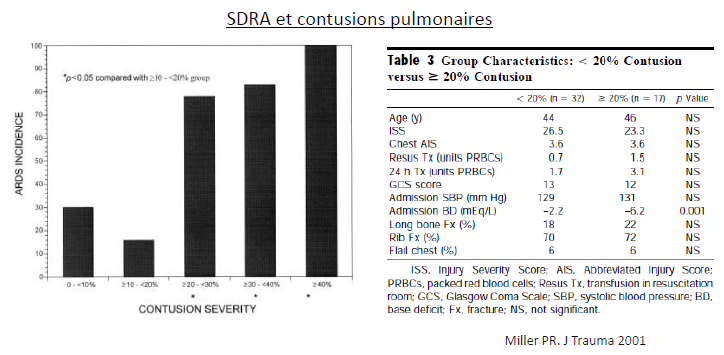 SDRA et contusions pulmonaires
100
90
80
70
60
50
40
30
20
10
0
ARDS INCIDENCE
*p<0.05 compared with ≥10 - <20% group
0 - <10% ≥10 - <20% ≥20 - <30% ≥30 - <40% ≥40%
* * *
CONTUSION SEVERITY
Table 3 Group Characteristics: < 20% Contusion
versus ≥ 20% Contusion
< 20% (n = 32) ≥ 20% (n = 17) p Value
Age (y) 44 46 NS
ISS 26.5 23.3 NS
Chest AIS 3.6 3.6 NS
Resus Tx (units PRBCs) 0.7 1.5 NS
24 h Tx (units PRBCs) 1.7 3.1 NS
GCS score 13 12 NS
Admission SBP (mm Hg) 129 131 NS
Admission BD (mEq/L) −2.2 −6.2 0.001
Long bone Fx (%) 18 22 NS
Rib Fx (%) 70 72 NS
Flail chest (%) 6 6 NS
ISS, Injury Severity Score; AIS, Abbreviated Injury Score;
PRBCs, packed red blood cells; Resus Tx, transfusion in resuscitation
room; GCS, Glasgow Coma Scale; SBP, systolic blood pressure; BD,
base deficit; Fx, fracture; NS, not significant.
Miller PR. J Trauma 2001